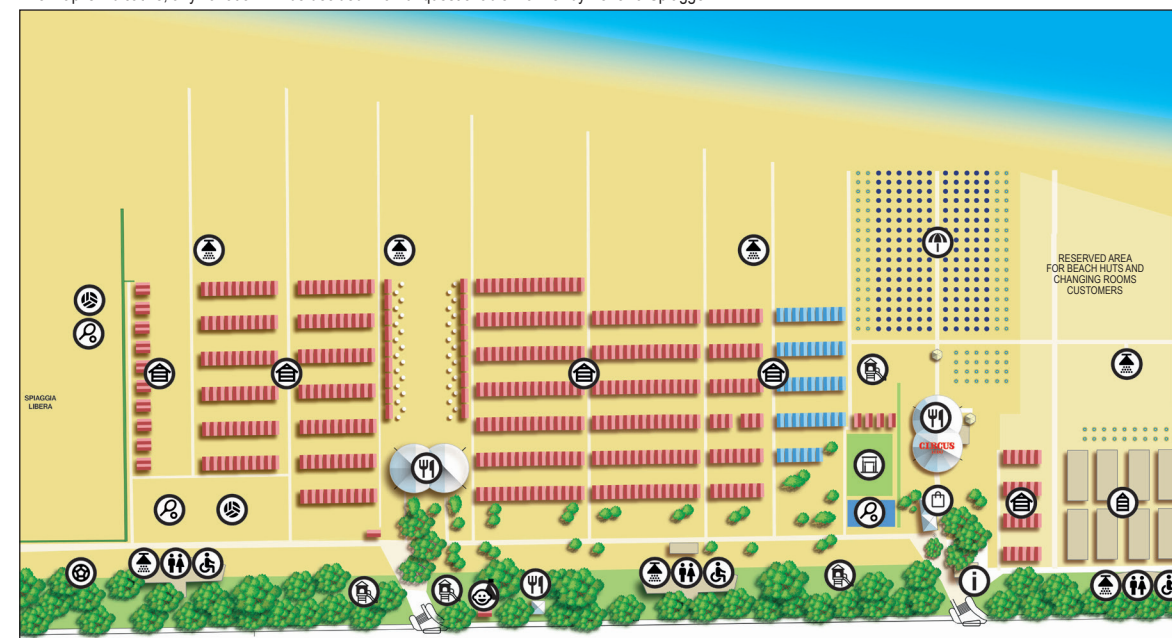 RESERVED AREA
FOR BEACH HUTS AND
CHANGING ROOMS
CUSTOMERS
SPIAGGIA
LIBERA
CIRCUS
i